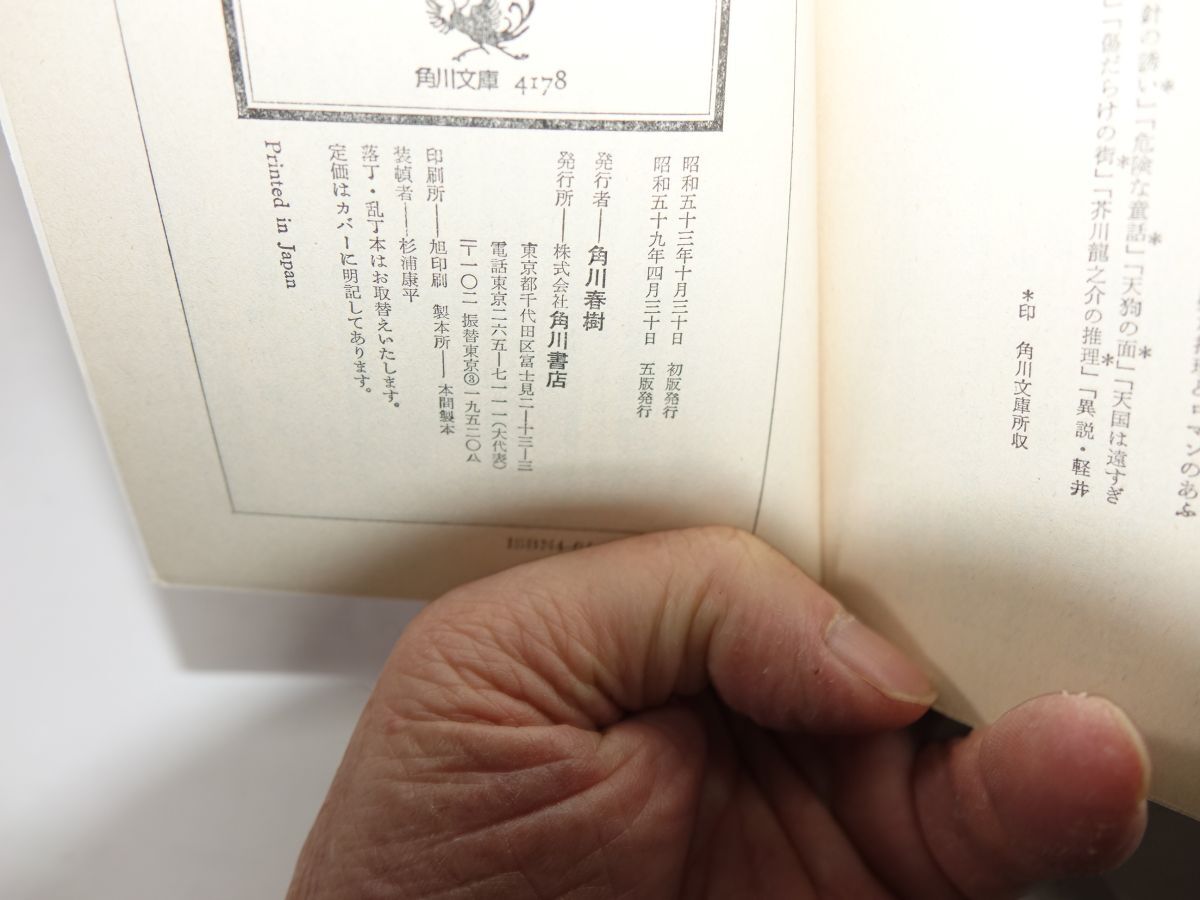 針の誘い」「危険な童話」「天狗の面」「天国は遠すぎ
」「傷だらけの街」「芥川龍之介の推理」「異説・軽井
*印 角川文庫所収
角川文庫 4178
昭和五十三年十月三十日 初版発行
昭和五十九年四月三十日 五版発行
発行者――角川春樹
発行所――株式会社角川書店
東京都千代田区富士見二―十三―三
電話東京二六五―七一一一(大代表)
〒一〇二 振替東京③一九五二〇八
印刷所――旭印刷 製本所――本間製本
装幀者――杉浦康平
落丁・乱丁本はお取替えいたします。
定価はカバーに明記してあります。
Printed in Japan